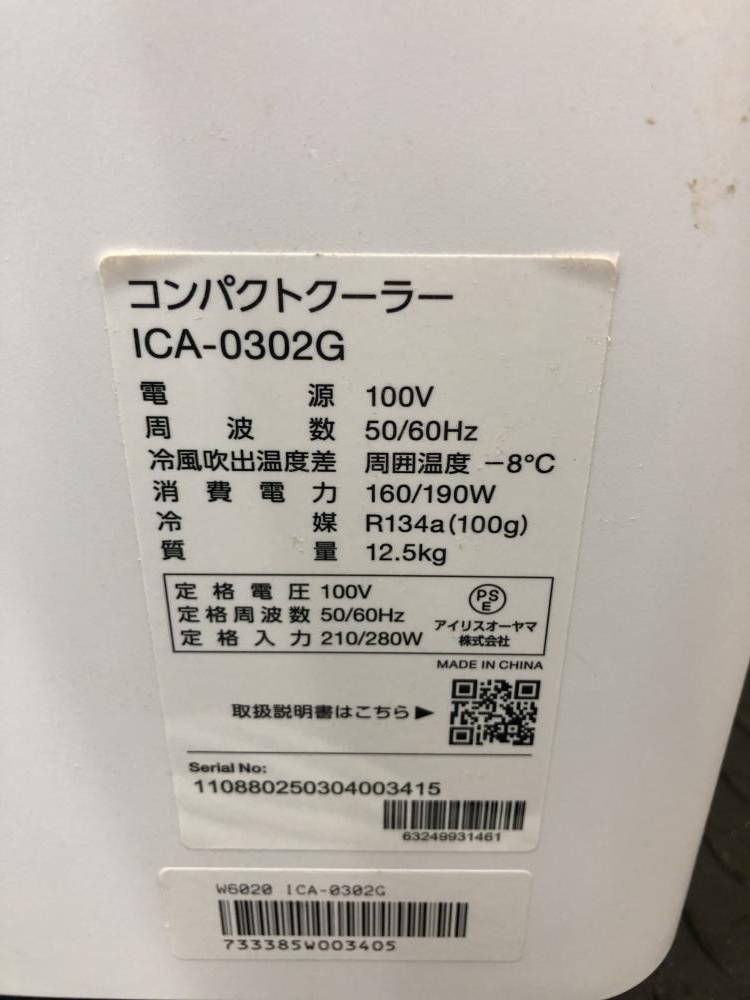 コンパクトクーラー
ICA-0302G
電源 100V
周波数 50/60Hz
冷風吹出温度差 周囲温度 －8℃
消費電力 160/190W
冷媒 R134a(100g)
質量 12.5kg
定格電圧 100V
定格周波数 50/60Hz
定格入力 210/280W
PS
E
アイリスオーヤマ
株式会社
MADE IN CHINA
取扱説明書はこちら▶
Serial No:
110880250304003415
63249931461
W6020 ICA-0302G
733385W003405